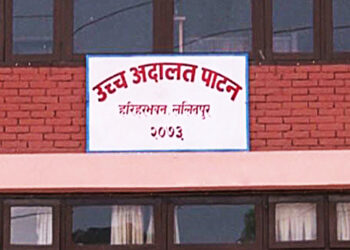 उच्च अदालत पाटन
हरिहरभवन, ललितपुर
२०७३